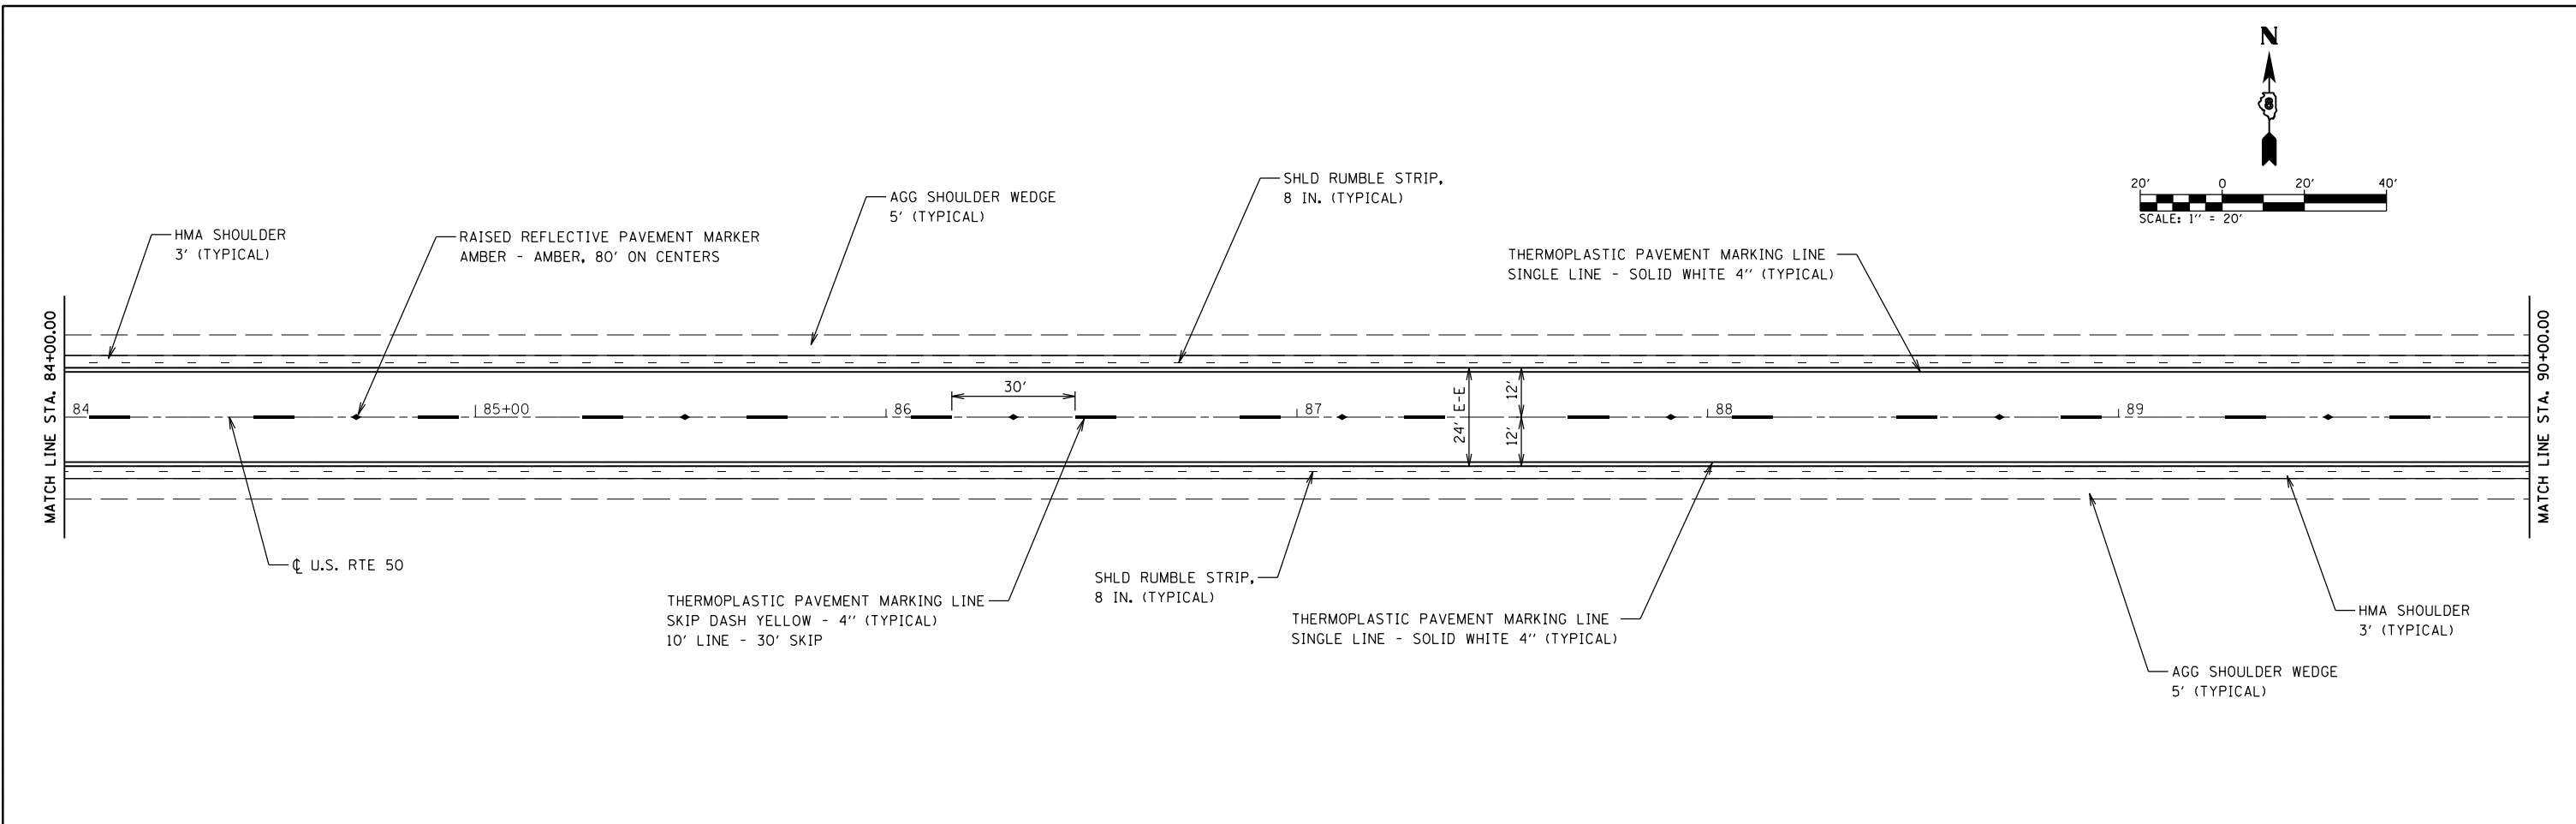 N
8
20' 0 20' 40'
SCALE: 1" = 20'
SHLD RUMBLE STRIP,
8 IN. (TYPICAL)
AGG SHOULDER WEDGE
5' (TYPICAL)
HMA SHOULDER
3' (TYPICAL)
RAISED REFLECTIVE PAVEMENT MARKER
AMBER - AMBER, 80' ON CENTERS
THERMOPLASTIC PAVEMENT MARKING LINE
SINGLE LINE - SOLID WHITE 4" (TYPICAL)
MATCH LINE STA. 84+00.00
MATCH LINE STA. 90+00.00
30'
24' E-E
12'
12'
84 85+00 86 87 88 89
℄ U.S. RTE 50
THERMOPLASTIC PAVEMENT MARKING LINE
SKIP DASH YELLOW - 4" (TYPICAL)
10' LINE - 30' SKIP
SHLD RUMBLE STRIP,
8 IN. (TYPICAL)
THERMOPLASTIC PAVEMENT MARKING LINE
SINGLE LINE - SOLID WHITE 4" (TYPICAL)
HMA SHOULDER
3' (TYPICAL)
AGG SHOULDER WEDGE
5' (TYPICAL)